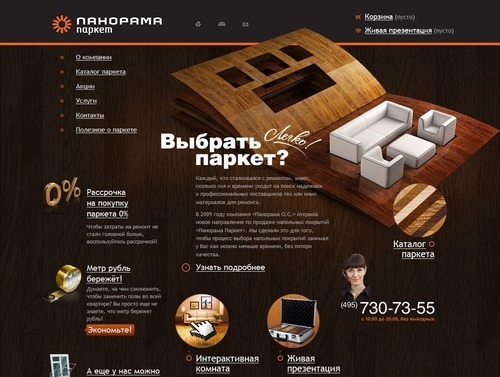 ПАНОРАМА
паркет
Корзина (пусто)
Живая презентация (пусто)
О компании
Каталог паркета
Акции
Услуги
Контакты
Полезное о паркете
Выбрать Легко!
паркет?
Каждый, кто сталкивался с ремонтом, знает,
сколько сил и времени уходит на поиск надежных
и профессиональных поставщиков тех или иных
материалов для ремонта.
В 2009 году компания «Панорама О.С.» открыла
новое направление по продаже напольных покрытий
«Панорама Паркет». Мы сделали это для того,
чтобы процесс выбора напольных покрытий занимал
у Вас как можно меньше времени, без потери
качества.
Узнать подробнее
0%
Рассрочка
на покупку
паркета 0%
Чтобы затраты на ремонт не
стали головной болью,
воспользуйтесь рассрочкой!
Метр рубль
бережёт!
Думаете, на чем сэкономить,
чтобы заменить полы во всей
квартире? Вы просто еще не
знаете, что метр бережет
рубль!
Экономьте!
А еще у нас можно
Каталог
паркета
(495) 730-73-55
с 10:00 до 20:00, без выходных
Интерактивная
комната
Живая
презентация